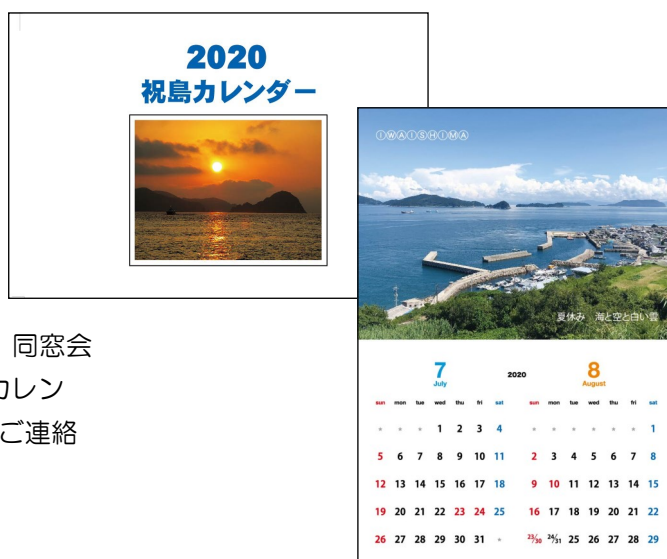 2020
祝島カレンダー
ⒾⓌⒶⒾⓈⒽⒾⓂⒶ
夏休み　海と空と白い雲
同窓会
カレン
ご連絡
7
July
2020
8
August
sun mon tue wed thu fri sat
* * * 1 2 3 4
5 6 7 8 9 10 11
12 13 14 15 16 17 18
19 20 21 22 23 24 25
26 27 28 29 30 31 *
sun mon tue wed thu fri sat
* * * * * * 1
2 3 4 5 6 7 8
9 10 11 12 13 14 15
16 17 18 19 20 21 22
23/30 24/31 25 26 27 28 29